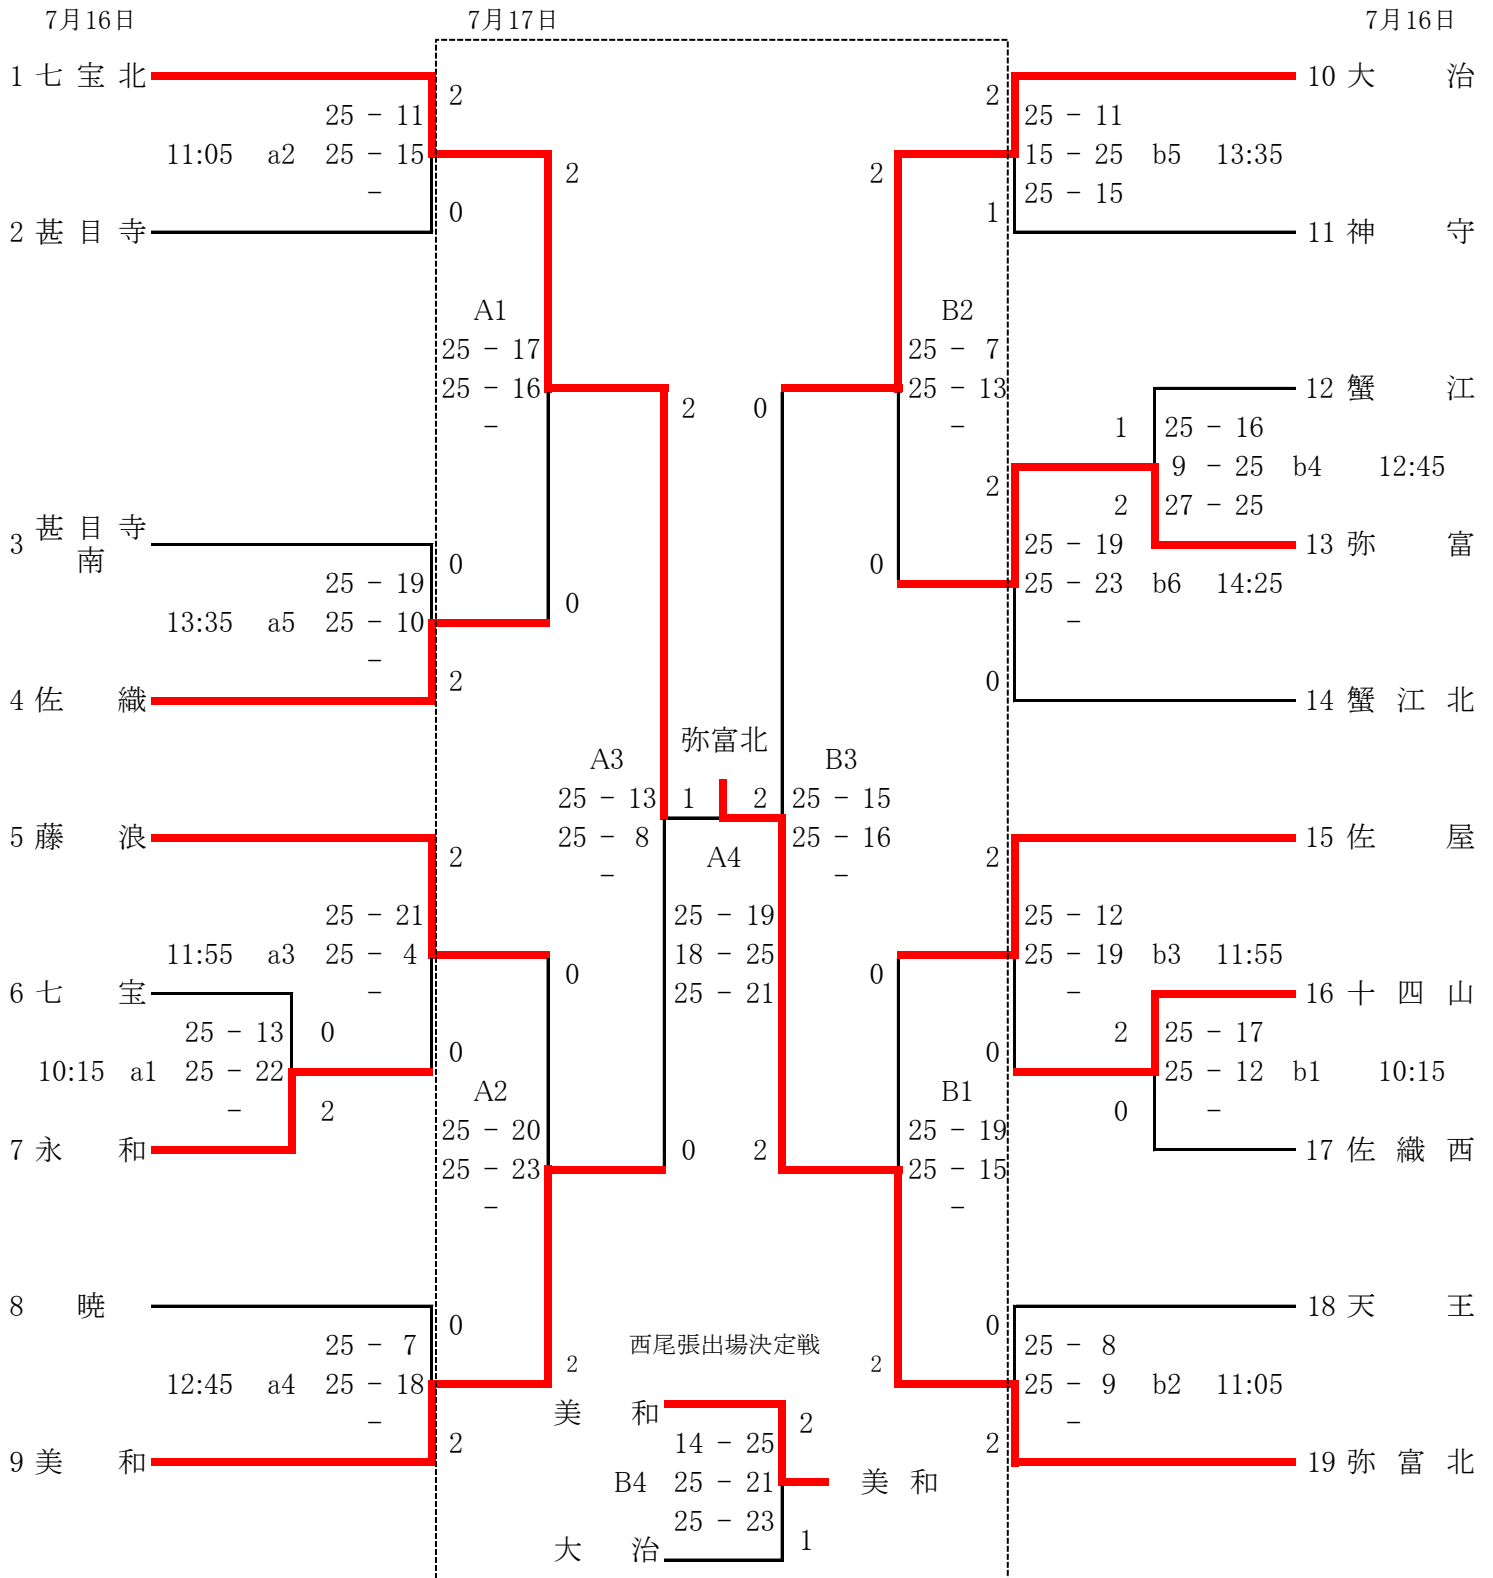 7月16日 7月17日 7月16日
1 七宝北 2 2 10 大治
25 - 11 25 - 11
11:05 a2 25 - 15 2 2 15 - 25 b5 13:35
- 25 - 15
2 甚目寺 0 1 11 神守
A1 B2
25 - 17 25 - 7
25 - 16 25 - 13 12 蟹江
- 2 0 - 1 25 - 16
9 - 25 b4 12:45
2 2 27 - 25
3 甚目寺南 0 0 25 - 19 13 弥富
25 - 19 0 25 - 23 b6 14:25
13:35 a5 25 - 10 -
-
4 佐織 2 0 14 蟹江北
弥富北
A3 B3
25 - 13 1 2 25 - 15
5 藤浪 2 25 - 8 A4 25 - 16 2 15 佐屋
- -
25 - 21 25 - 19 25 - 12
11:55 a3 25 - 4 0 18 - 25 0 25 - 19 b3 11:55
6 七宝 - 25 - 21 - 16 十四山
25 - 13 0 0 0 2 25 - 17
10:15 a1 25 - 22 A2 B1 25 - 12 b1 10:15
- 2 25 - 20 25 - 19 0 -
7 永和 25 - 23 0 2 25 - 15 17 佐織西
- -
8 暁 0 0 18 天王
25 - 7 2 西尾張出場決定戦 2 25 - 8
12:45 a4 25 - 18 25 - 9 b2 11:05
- 美和 2 -
9 美和 2 14 - 25 2 19 弥富北
B4 25 - 21 美和
25 - 23
大治 1